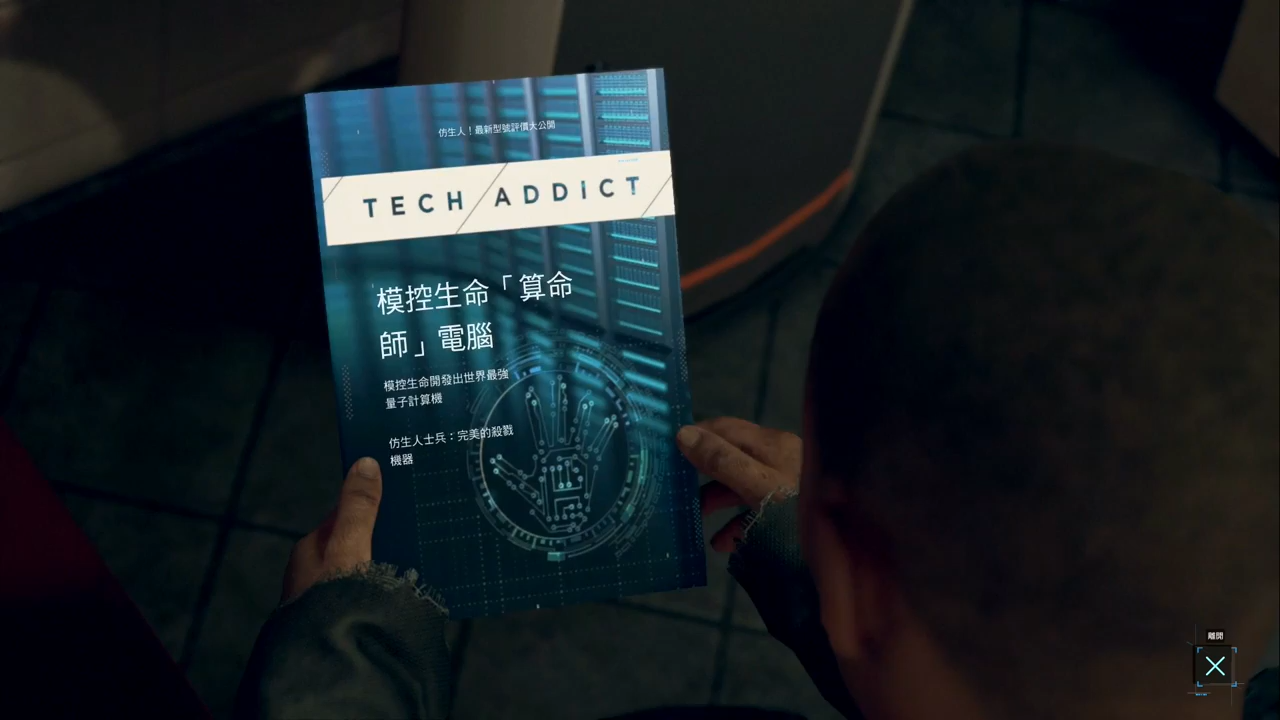 仿生人！最新型號評價大公開
TECH ADDICT
模控生命「算命
師」電腦
模控生命開發出世界最強
量子計算機
仿生人士兵：完美的殺戮
機器
離開